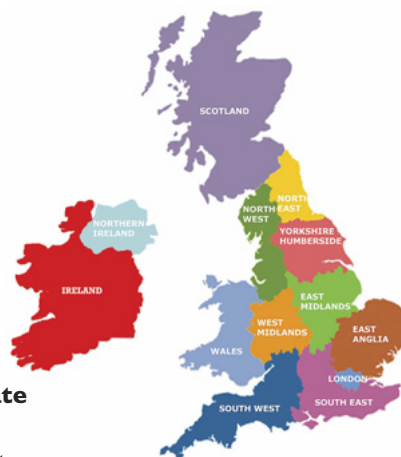 SCOTLAND
NORTH
EAST
NORTH
WEST
NORTHERN
IRELAND
YORKSHIRE
HUMBERSIDE
IRELAND
EAST
MIDLANDS
WEST
MIDLANDS
EAST
ANGLIA
WALES
LONDON
SOUTH EAST
SOUTH WEST
te